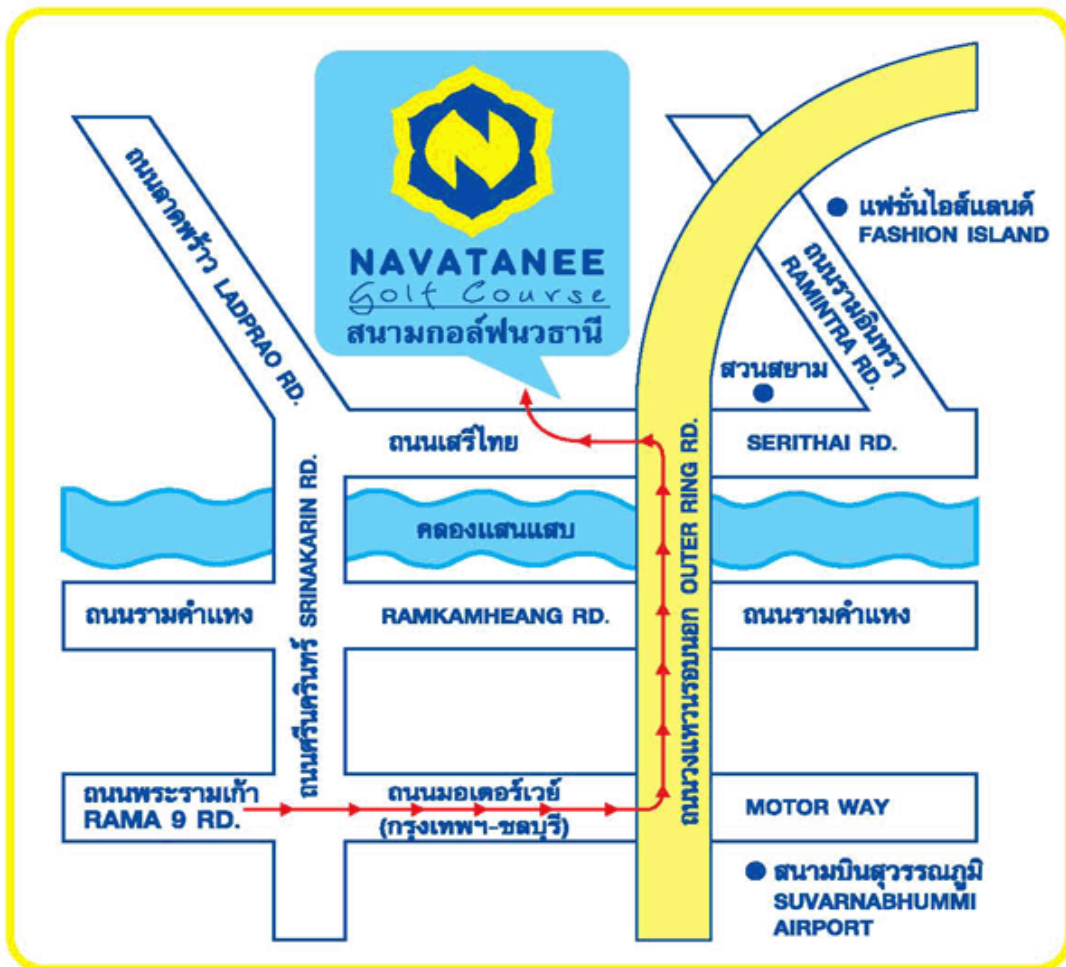 NAVATANEE
Golf Course
สนามกอล์ฟนวธานี
ถนนลาดพร้าว LADPRAO RD.
แฟชั่นไอส์แลนด์
FASHION ISLAND
ถนนรามอินทรา
RAMINTRA RD.
สวนสยาม
ถนนเสรีไทย
SERITHAI RD.
คลองแสนแสบ
ถนนศรีนครินทร์ SRINAKARIN RD.
ถนนวงแหวนรอบนอก OUTER RING RD.
ถนนรามคำแหง
RAMKAMHEANG RD.
ถนนรามคำแหง
ถนนพระรามเก้า
RAMA 9 RD.
ถนนมอเตอร์เวย์
(กรุงเทพฯ-ชลบุรี)
MOTOR WAY
สนามบินสุวรรณภูมิ
SUVARNABHUMMI
AIRPORT